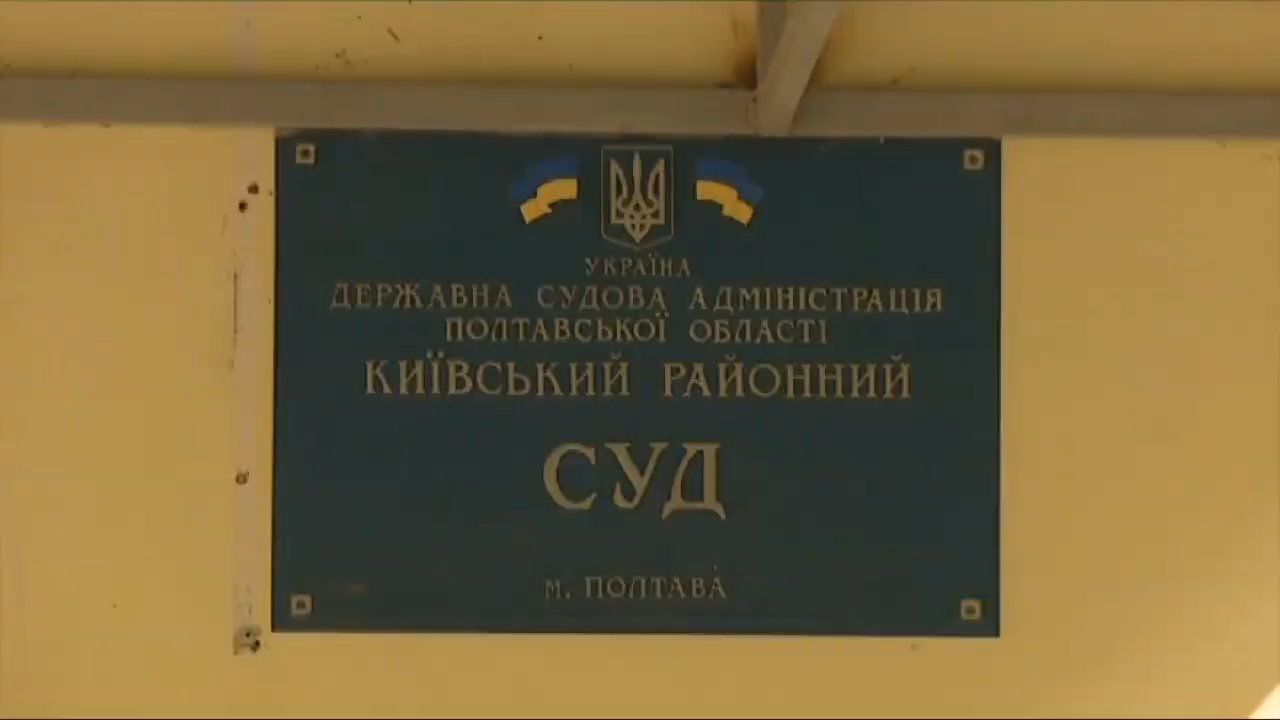 УКРАЇНА
ДЕРЖАВНА СУДОВА АДМІНІСТРАЦІЯ
ПОЛТАВСЬКОЇ ОБЛАСТІ
КИЇВСЬКИЙ РАЙОННИЙ
СУД
м. ПОЛТАВА